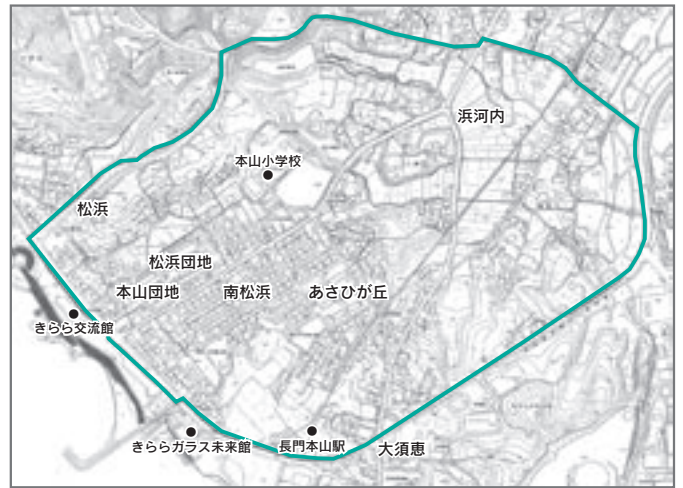 浜河内
本山小学校
松浜
松浜団地
本山団地
南松浜
あさひが丘
きらら交流館
きららガラス未来館
長門本山駅
大須恵